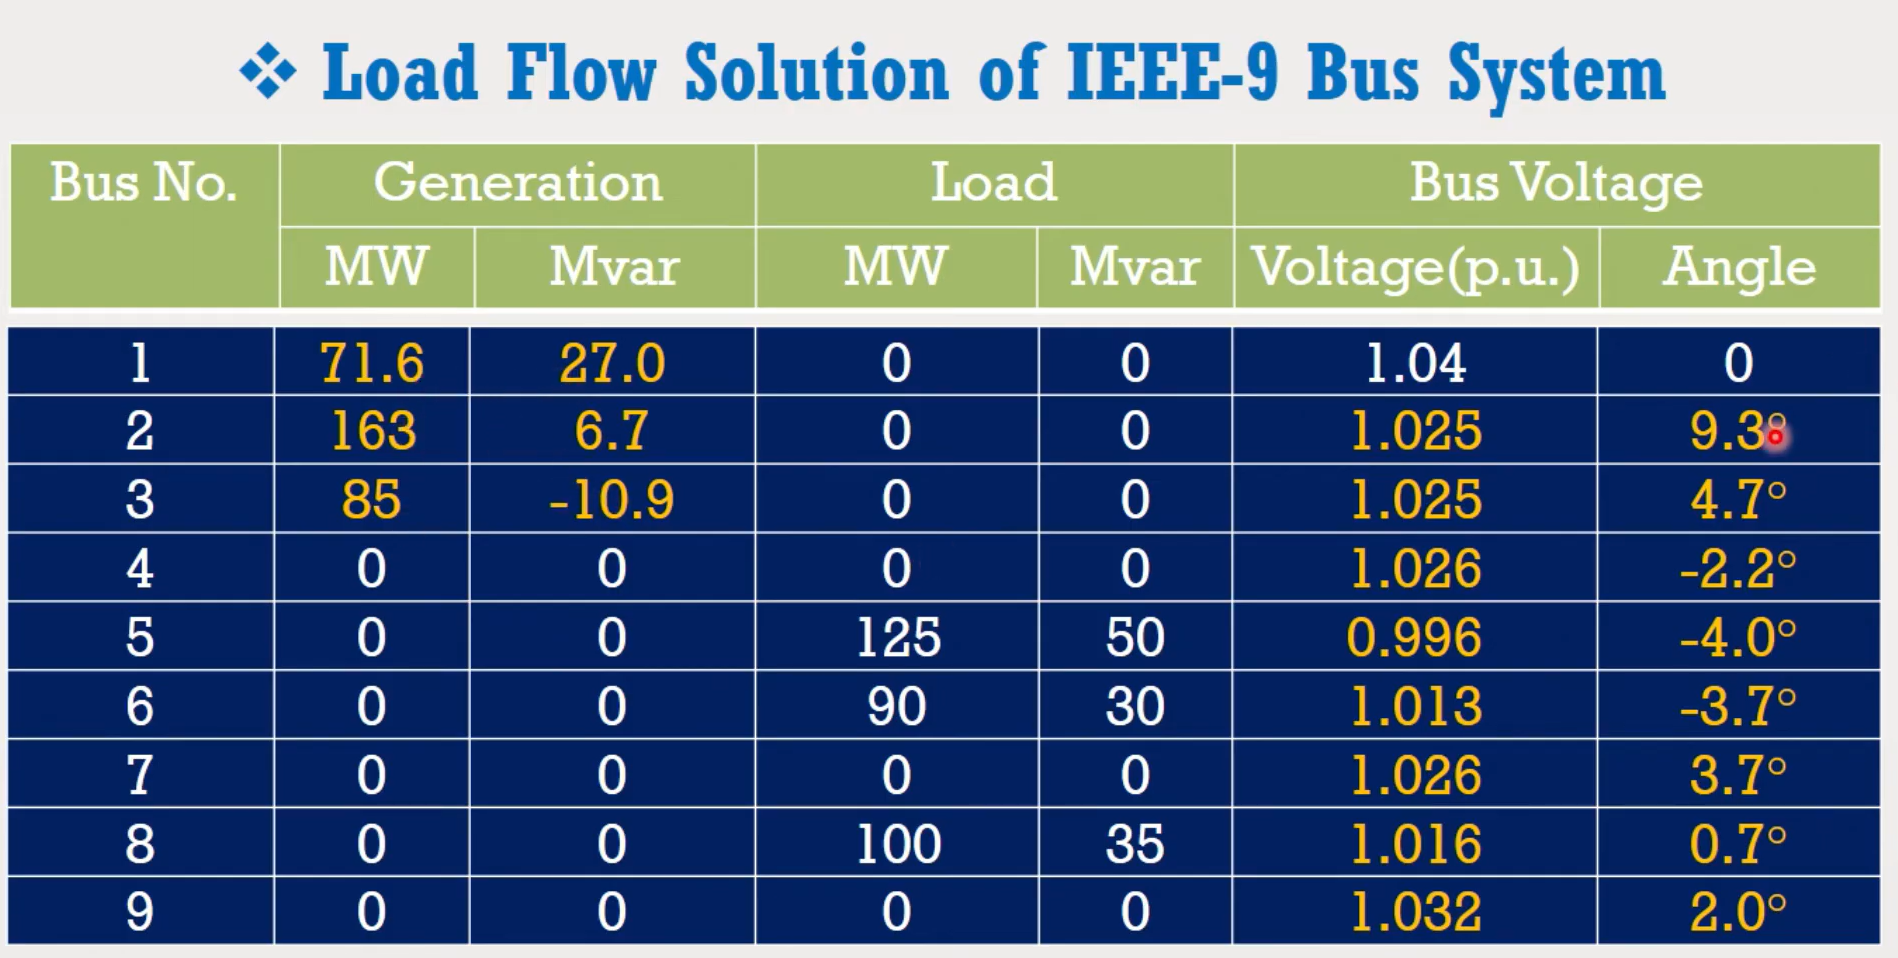 ❖ Load Flow Solution of IEEE-9 Bus System
Bus No. Generation Load Bus Voltage
MW Mvar MW Mvar Voltage(p.u.) Angle
1 71.6 27.0 0 0 1.04 0
2 163 6.7 0 0 1.025 9.3°
3 85 -10.9 0 0 1.025 4.7°
4 0 0 0 0 1.026 -2.2°
5 0 0 125 50 0.996 -4.0°
6 0 0 90 30 1.013 -3.7°
7 0 0 0 0 1.026 3.7°
8 0 0 100 35 1.016 0.7°
9 0 0 0 0 1.032 2.0°